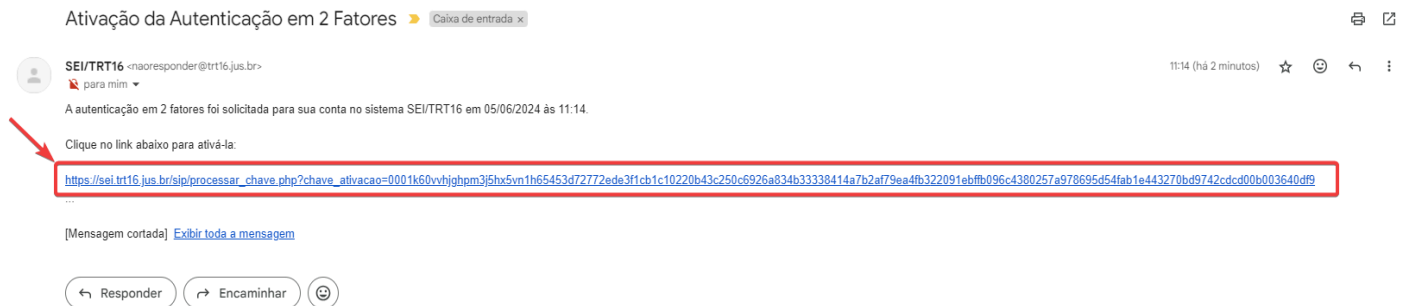 Ativação da Autenticação em 2 Fatores Caixa de entrada ×
SEI/TRT16 <naoresponder@trt16.jus.br> 11:14 (há 2 minutos)
para mim
A autenticação em 2 fatores foi solicitada para sua conta no sistema SEI/TRT16 em 05/06/2024 às 11:14.
Clique no link abaixo para ativá-la:
https://sei.trt16.jus.br/sip/processar_chave.php?chave_ativacao=0001k60vvhjghpm3j5hx5vn1h65453d72772ede3f1cb1c10220b43c250c6926a834b33338414a7b2af79ea4fb322091ebffb096c4380257a978695d54fab1e443270bd9742cdcd00b003640df9
...
[Mensagem cortada] Exibir toda a mensagem
Responder Encaminhar